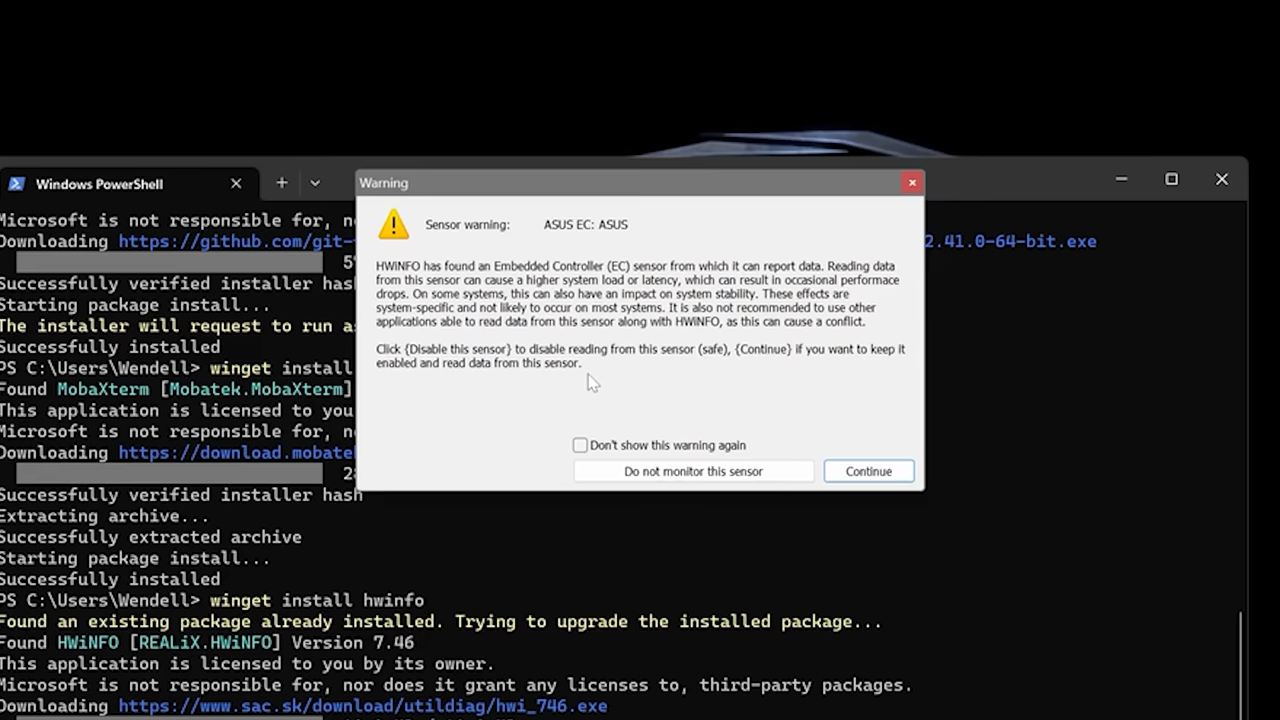 Windows PowerShell
Warning
Microsoft is not responsible for, n
Sensor warning: ASUS EC: ASUS
Downloading https://github.com/git- 2.41.0-64-bit.exe
5
HWiNFO has found an Embedded Controller (EC) sensor from which it can report data. Reading data
from this sensor can cause a higher system load or latency, which can result in occasional performace
drops. On some systems, this can also have an impact on system stability. These effects are
system-specific and not likely to occur on most systems. It is also not recommended to use other
applications able to read data from this sensor along with HWiNFO, as this can cause a conflict.
Click {Disable this sensor} to disable reading from this sensor (safe), {Continue} if you want to keep it
enabled and read data from this sensor.
Don't show this warning again
Do not monitor this sensor
Continue
Successfully verified installer hash
Starting package install...
The installer will request to run as
Successfully installed
PS C:\Users\Wendell> winget install
Found MobaXterm [Mobatek.MobaXterm]
This application is licensed to you
Microsoft is not responsible for, n
Downloading https://download.mobate
2
Successfully verified installer hash
Extracting archive...
Successfully extracted archive
Starting package install...
Successfully installed
PS C:\Users\Wendell> winget install hwinfo
Found an existing package already installed. Trying to upgrade the installed package...
Found HWiNFO [REALiX.HWiNFO] Version 7.46
This application is licensed to you by its owner.
Microsoft is not responsible for, nor does it grant any licenses to, third-party packages.
Downloading https://www.sac.sk/download/utildiag/hwi_746.exe